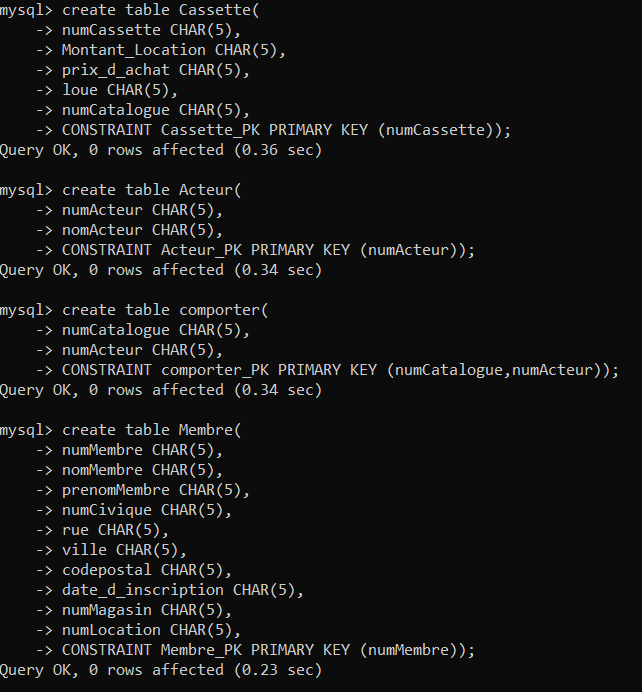 mysql> create table Cassette(
    -> numCassette CHAR(5),
    -> Montant_Location CHAR(5),
    -> prix_d_achat CHAR(5),
    -> loue CHAR(5),
    -> numCatalogue CHAR(5),
    -> CONSTRAINT Cassette_PK PRIMARY KEY (numCassette));
Query OK, 0 rows affected (0.36 sec)

mysql> create table Acteur(
    -> numActeur CHAR(5),
    -> nomActeur CHAR(5),
    -> CONSTRAINT Acteur_PK PRIMARY KEY (numActeur));
Query OK, 0 rows affected (0.34 sec)

mysql> create table comporter(
    -> numCatalogue CHAR(5),
    -> numActeur CHAR(5),
    -> CONSTRAINT comporter_PK PRIMARY KEY (numCatalogue,numActeur));
Query OK, 0 rows affected (0.34 sec)

mysql> create table Membre(
    -> numMembre CHAR(5),
    -> nomMembre CHAR(5),
    -> prenomMembre CHAR(5),
    -> numCivique CHAR(5),
    -> rue CHAR(5),
    -> ville CHAR(5),
    -> codepostal CHAR(5),
    -> date_d_inscription CHAR(5),
    -> numMagasin CHAR(5),
    -> numLocation CHAR(5),
    -> CONSTRAINT Membre_PK PRIMARY KEY (numMembre));
Query OK, 0 rows affected (0.23 sec)